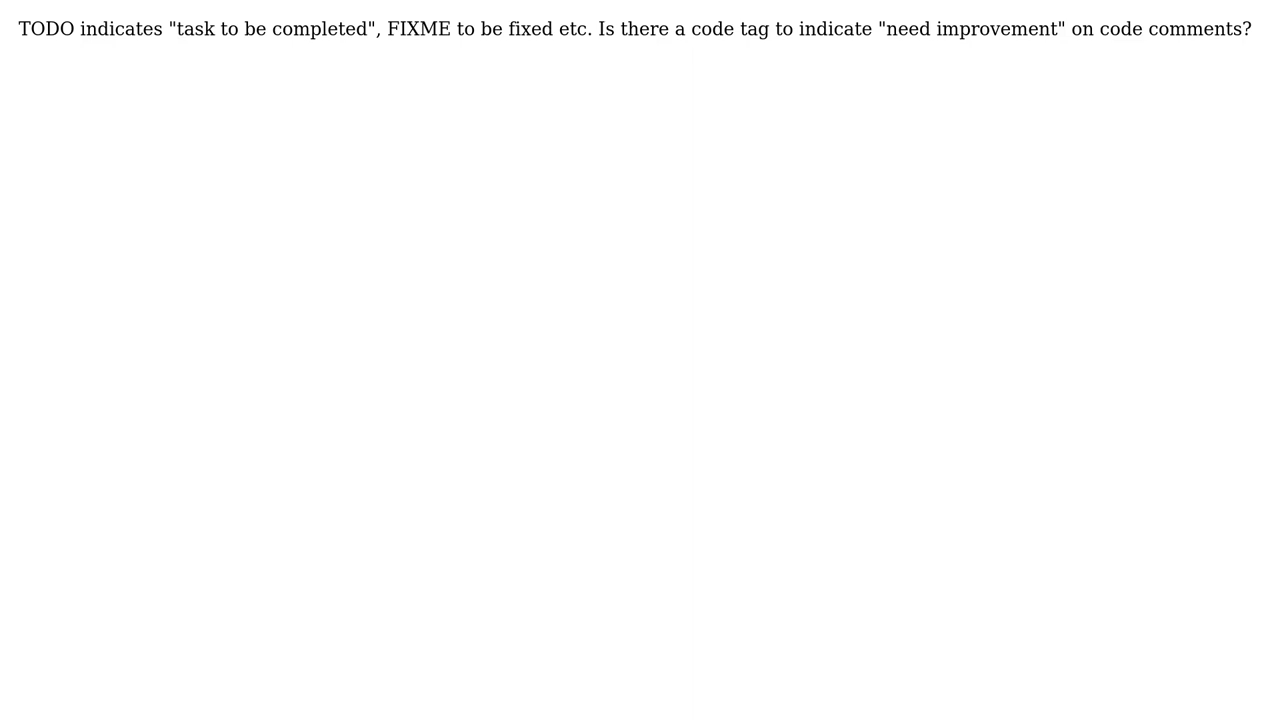 TODO indicates "task to be completed", FIXME to be fixed etc. Is there a code tag to indicate "need improvement" on code comments?